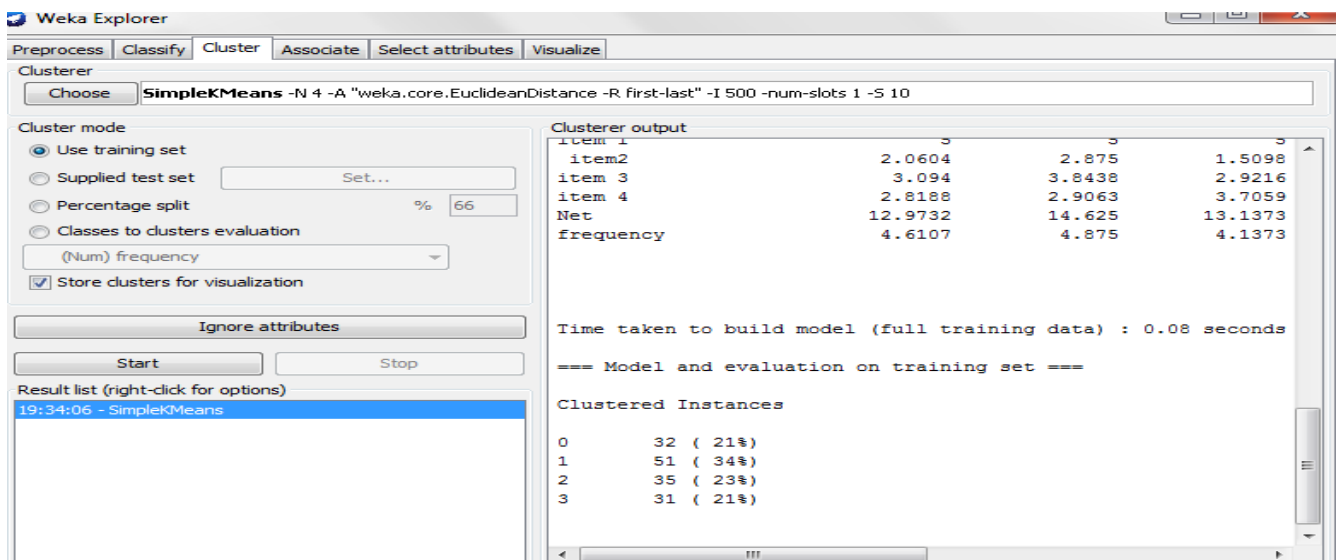 Weka Explorer
Preprocess Classify Cluster Associate Select attributes Visualize
Clusterer
Choose SimpleKMeans -N 4 -A "weka.core.EuclideanDistance -R first-last" -I 500 -num-slots 1 -S 10
Cluster mode
Use training set
Supplied test set Set...
Percentage split % 66
Classes to clusters evaluation
(Num) frequency
Store clusters for visualization
Ignore attributes
Start Stop
Result list (right-click for options)
19:34:06 - SimpleKMeans
Clusterer output
item 1 5 5 5
item2 2.0604 2.875 1.5098
item 3 3.094 3.8438 2.9216
item 4 2.8188 2.9063 3.7059
Net 12.9732 14.625 13.1373
frequency 4.6107 4.875 4.1373
Time taken to build model (full training data) : 0.08 seconds
=== Model and evaluation on training set ===
Clustered Instances
0 32 ( 21%)
1 51 ( 34%)
2 35 ( 23%)
3 31 ( 21%)